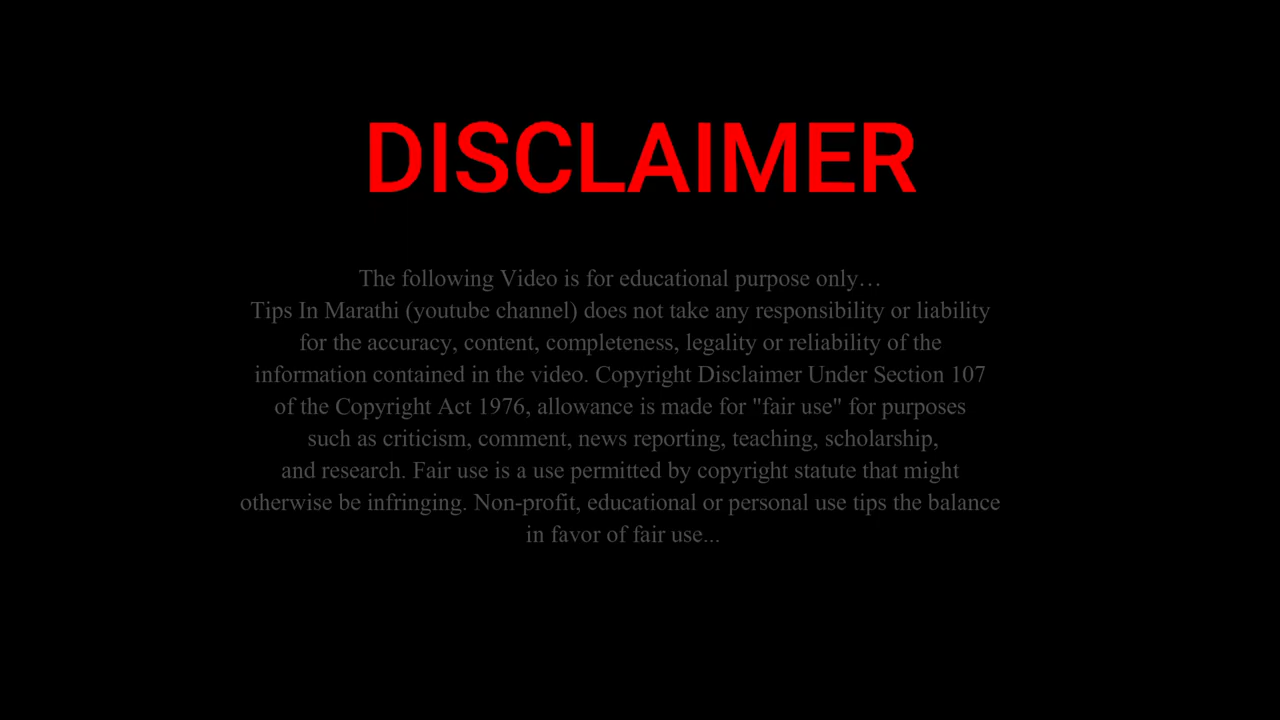 DISCLAIMER
The following Video is for educational purpose only…
Tips In Marathi (youtube channel) does not take any responsibility or liability
for the accuracy, content, completeness, legality or reliability of the
information contained in the video. Copyright Disclaimer Under Section 107
of the Copyright Act 1976, allowance is made for "fair use" for purposes
such as criticism, comment, news reporting, teaching, scholarship,
and research. Fair use is a use permitted by copyright statute that might
otherwise be infringing. Non-profit, educational or personal use tips the balance
in favor of fair use...